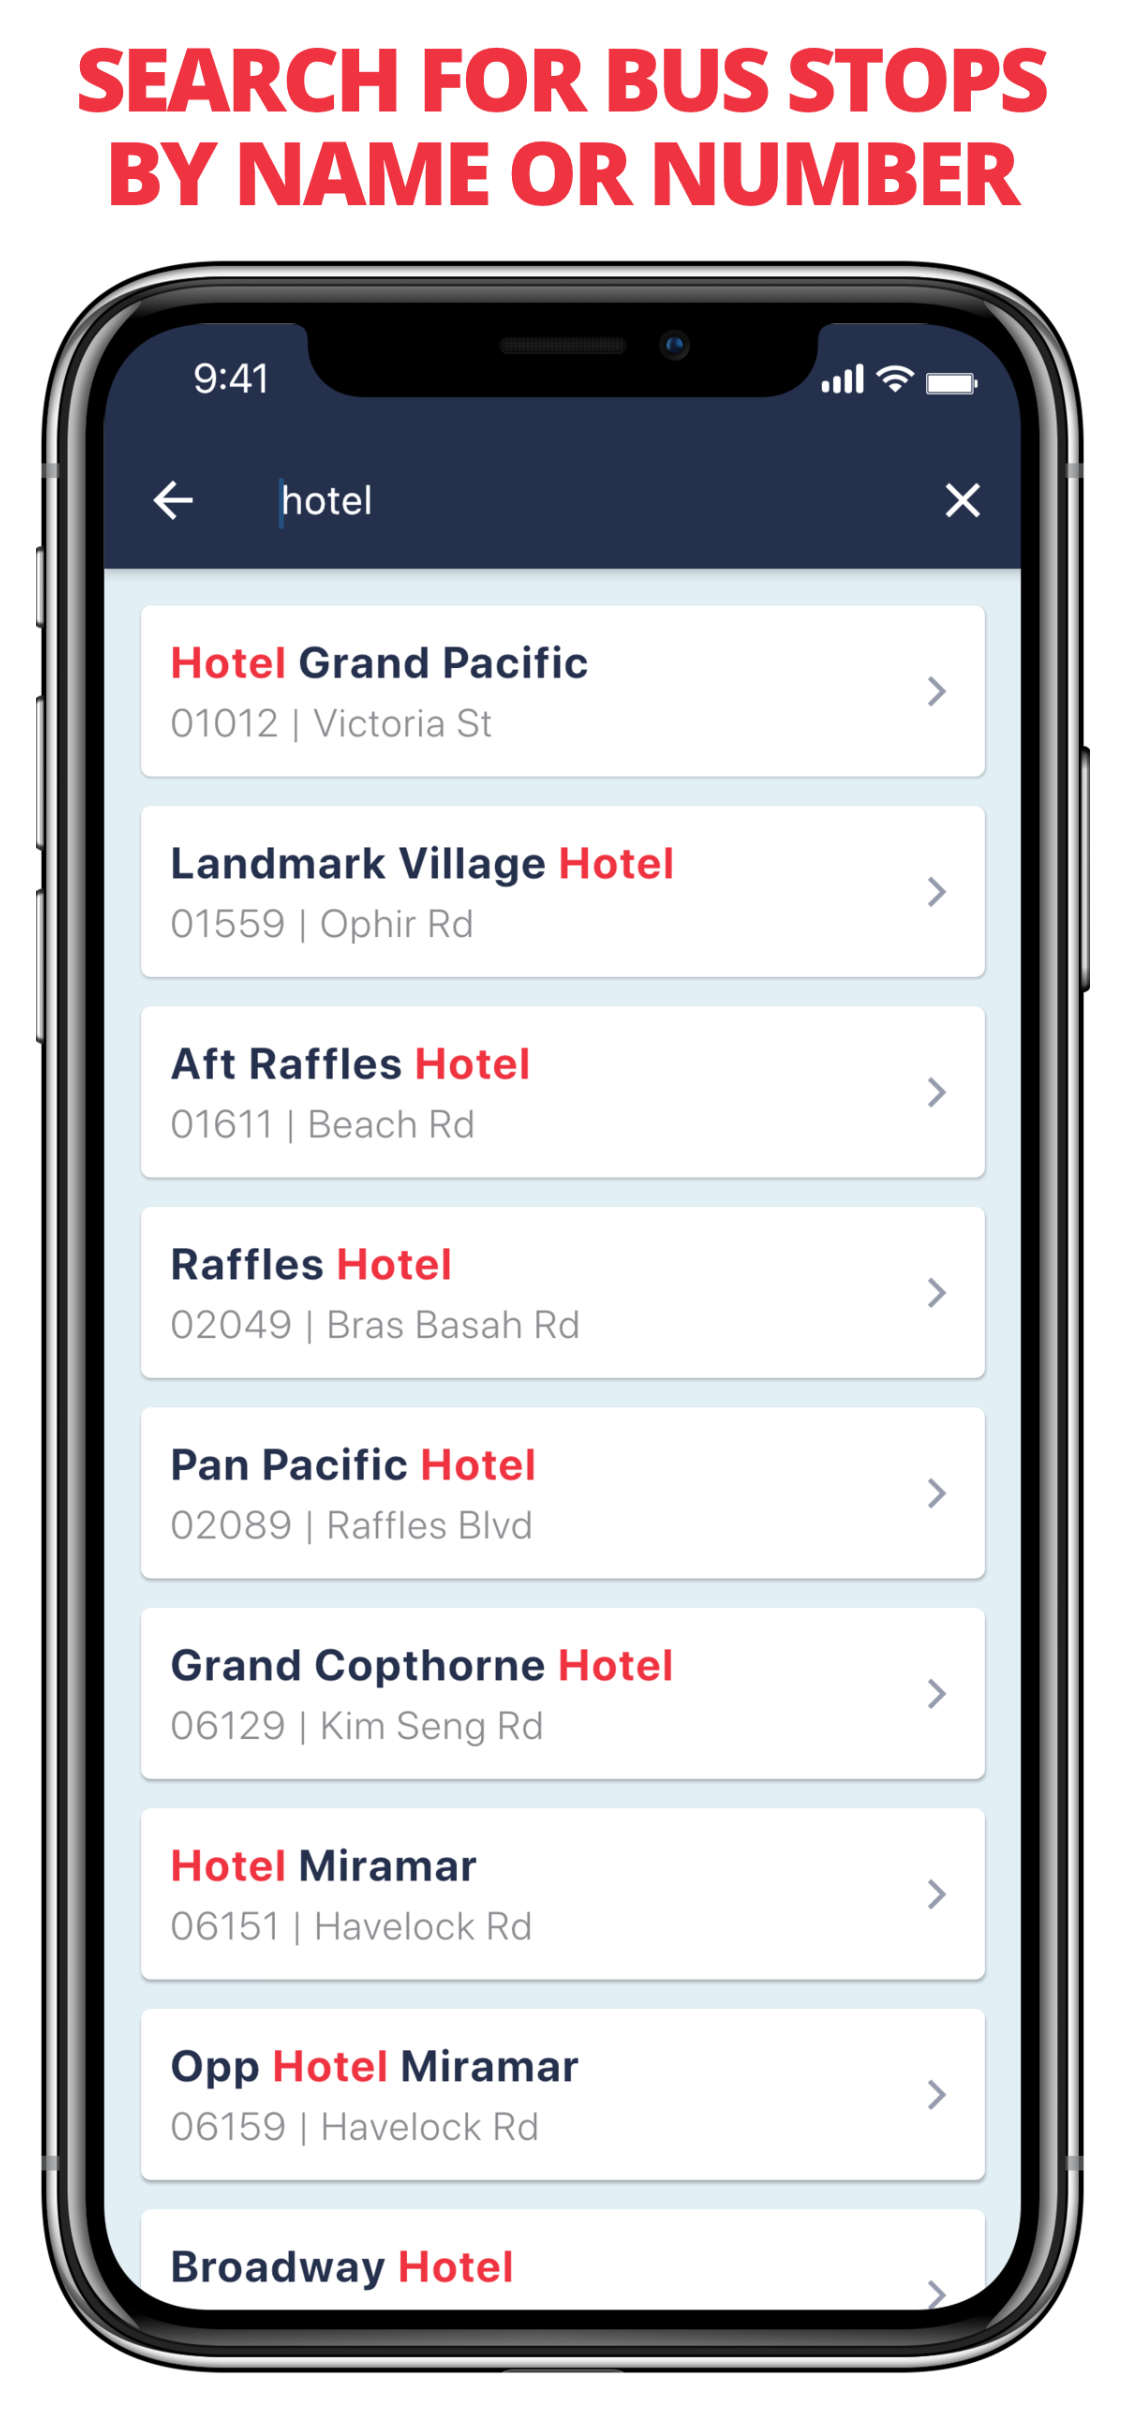 SEARCH FOR BUS STOPS
BY NAME OR NUMBER
9:41
hotel
Hotel Grand Pacific
01012 | Victoria St
Landmark Village Hotel
01559 | Ophir Rd
Aft Raffles Hotel
01611 | Beach Rd
Raffles Hotel
02049 | Bras Basah Rd
Pan Pacific Hotel
02089 | Raffles Blvd
Grand Copthorne Hotel
06129 | Kim Seng Rd
Hotel Miramar
06151 | Havelock Rd
Opp Hotel Miramar
06159 | Havelock Rd
Broadway Hotel